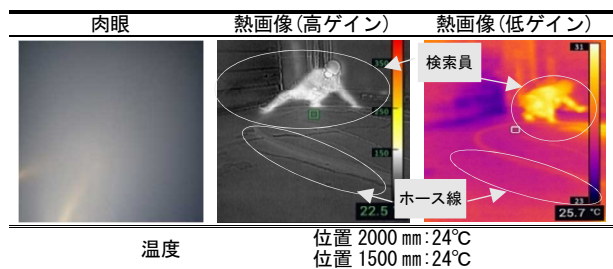 肉眼 熱画像(高ゲイン) 熱画像(低ゲイン)
350
250
150
22.5 °
31
23
25.7 °C
検索員
ホース線
温度
位置 2000 ㎜:24℃
位置 1500 ㎜:24℃